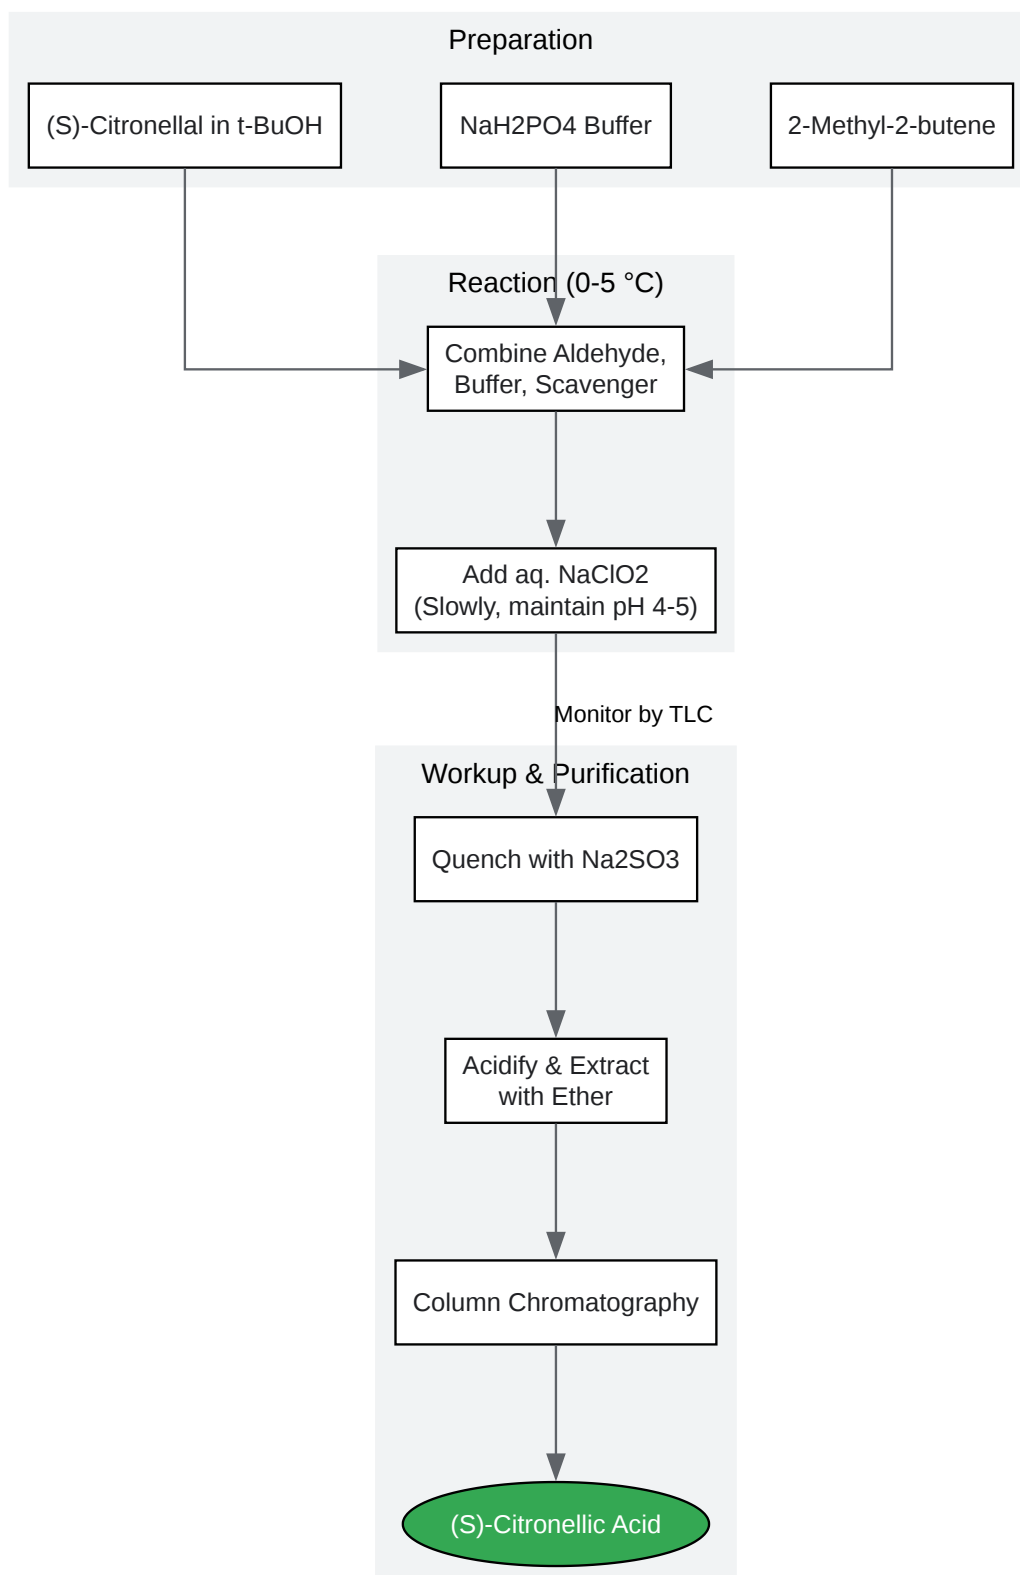 Preparation
(S)-Citronellal in t-BuOH
NaH2PO4 Buffer
2-Methyl-2-butene
Reaction (0-5 °C)
Combine Aldehyde,
Buffer, Scavenger
Add aq. NaClO2
(Slowly, maintain pH 4-5)
Monitor by TLC
Workup & Purification
Quench with Na2SO3
Acidify & Extract
with Ether
Column Chromatography
(S)-Citronellic Acid